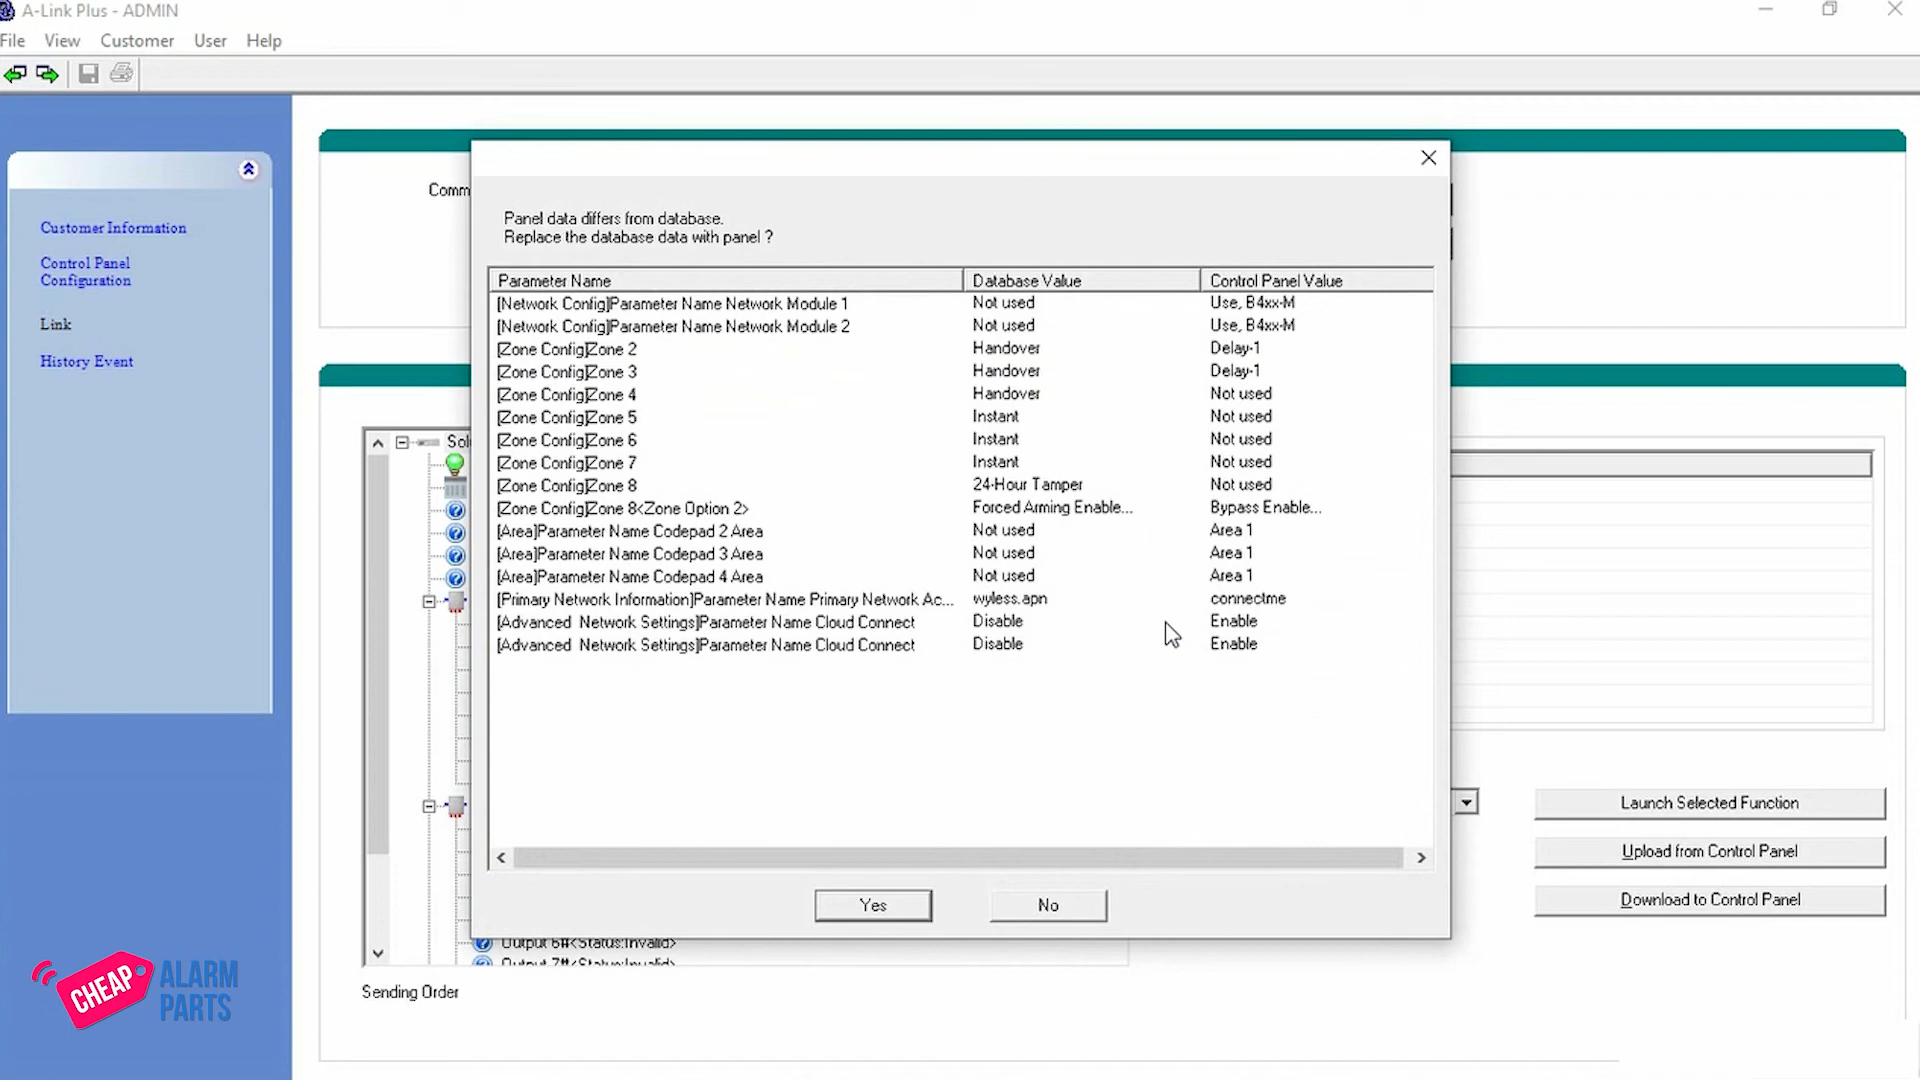 A-Link Plus - ADMIN
File View Customer User Help
Customer Information
Control Panel
Configuration
Link
History Event
Comm
Panel data differs from database.
Replace the database data with panel ?
Parameter Name Database Value Control Panel Value
[Network Config]Parameter Name Network Module 1 Not used Use, B4xx-M
[Network Config]Parameter Name Network Module 2 Not used Use, B4xx-M
[Zone Config]Zone 2 Handover Delay-1
[Zone Config]Zone 3 Handover Delay-1
[Zone Config]Zone 4 Handover Not used
[Zone Config]Zone 5 Instant Not used
[Zone Config]Zone 6 Instant Not used
[Zone Config]Zone 7 Instant Not used
[Zone Config]Zone 8 24-Hour Tamper Not used
[Zone Config]Zone 8<Zone Option 2> Forced Arming Enable... Bypass Enable...
[Area]Parameter Name Codepad 2 Area Not used Area 1
[Area]Parameter Name Codepad 3 Area Not used Area 1
[Area]Parameter Name Codepad 4 Area Not used Area 1
[Primary Network Information]Parameter Name Primary Network Ac... wyless.apn connectme
[Advanced  Network Settings]Parameter Name Cloud Connect Disable Enable
[Advanced  Network Settings]Parameter Name Cloud Connect Disable Enable
Yes No
Sol
Output 6#<Status:Invalid>
Output 7#<Status:Invalid>
Sending Order
Launch Selected Function
Upload from Control Panel
Download to Control Panel
CHEAP ALARM
PARTS